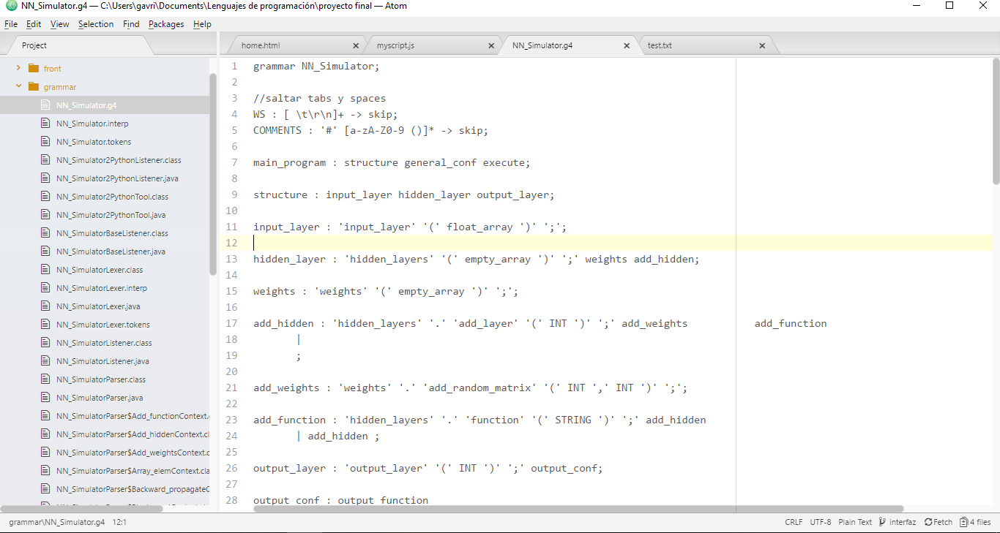 NN_Simulator.g4 — C:\Users\gavri\Documents\Lenguajes de programación\proyecto final — Atom
File Edit View Selection Find Packages Help
Project
home.html myscript.js NN_Simulator.g4 test.txt
front
grammar
NN_Simulator.g4
NN_Simulator.interp
NN_Simulator.tokens
NN_Simulator2PythonListener.class
NN_Simulator2PythonListener.java
NN_Simulator2PythonTool.class
NN_Simulator2PythonTool.java
NN_SimulatorBaseListener.class
NN_SimulatorBaseListener.java
NN_SimulatorLexer.class
NN_SimulatorLexer.interp
NN_SimulatorLexer.java
NN_SimulatorLexer.tokens
NN_SimulatorListener.class
NN_SimulatorListener.java
NN_SimulatorParser.class
NN_SimulatorParser.java
NN_SimulatorParser$Add_functionContext.
NN_SimulatorParser$Add_hiddenContext.cl
NN_SimulatorParser$Add_weightsContext.c
NN_SimulatorParser$Array_elemContext.cla
NN_SimulatorParser$Backward_propagateC
1 grammar NN_Simulator;
2
3 //saltar tabs y spaces
4 WS : [ \t\r\n]+ -> skip;
5 COMMENTS : '#' [a-zA-Z0-9 ()]* -> skip;
6
7 main_program : structure general_conf execute;
8
9 structure : input_layer hidden_layer output_layer;
10
11 input_layer : 'input_layer' '(' float_array ')' ';';
12
13 hidden_layer : 'hidden_layers' '(' empty_array ')' ';' weights add_hidden;
14
15 weights : 'weights' '(' empty_array ')' ';';
16
17 add_hidden : 'hidden_layers' '.' 'add_layer' '(' INT ')' ';' add_weights add_function
18 |
19 ;
20
21 add_weights : 'weights' '.' 'add_random_matrix' '(' INT ',' INT ')' ';';
22
23 add_function : 'hidden_layers' '.' 'function' '(' STRING ')' ';' add_hidden
24 | add_hidden ;
25
26 output_layer : 'output_layer' '(' INT ')' ';' output_conf;
27
28 output_conf : output_function
grammar\NN_Simulator.g4 12:1
CRLF UTF-8 Plain Text interfaz Fetch 4 files